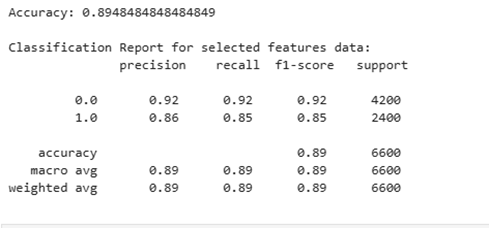 Accuracy: 0.8948484848484849
Classification Report for selected features data:
precision recall f1-score support
0.0 0.92 0.92 0.92 4200
1.0 0.86 0.85 0.85 2400
accuracy 0.89 6600
macro avg 0.89 0.89 0.89 6600
weighted avg 0.89 0.89 0.89 6600